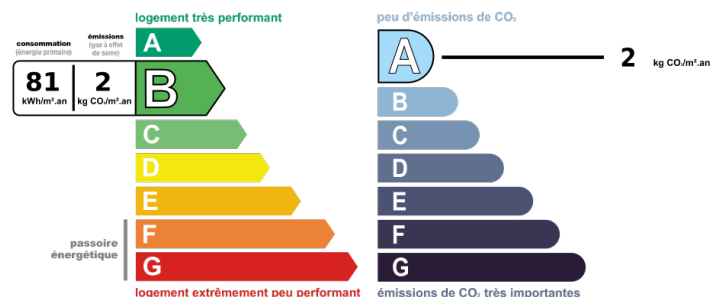 logement très performant
consommation
(énergie primaire)
émissions
(gaz à effet
de serre)
A
81
kWh/m².an
2
kg CO₂/m².an
B
C
D
E
F
G
passoire
énergétique
logement extrêmement peu performant
peu d'émissions de CO₂
A
2
kg CO₂/m².an
B
C
D
E
F
G
émissions de CO₂ très importantes